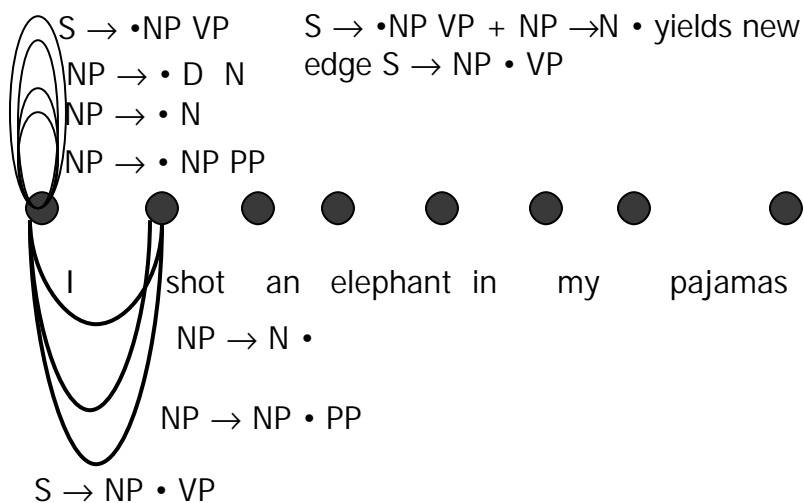 S → •NP VP
NP → • D N
NP → • N
NP → • NP PP
S → •NP VP + NP →N • yields new
edge S → NP • VP
I shot an elephant in my pajamas
NP → N •
NP → NP • PP
S → NP • VP